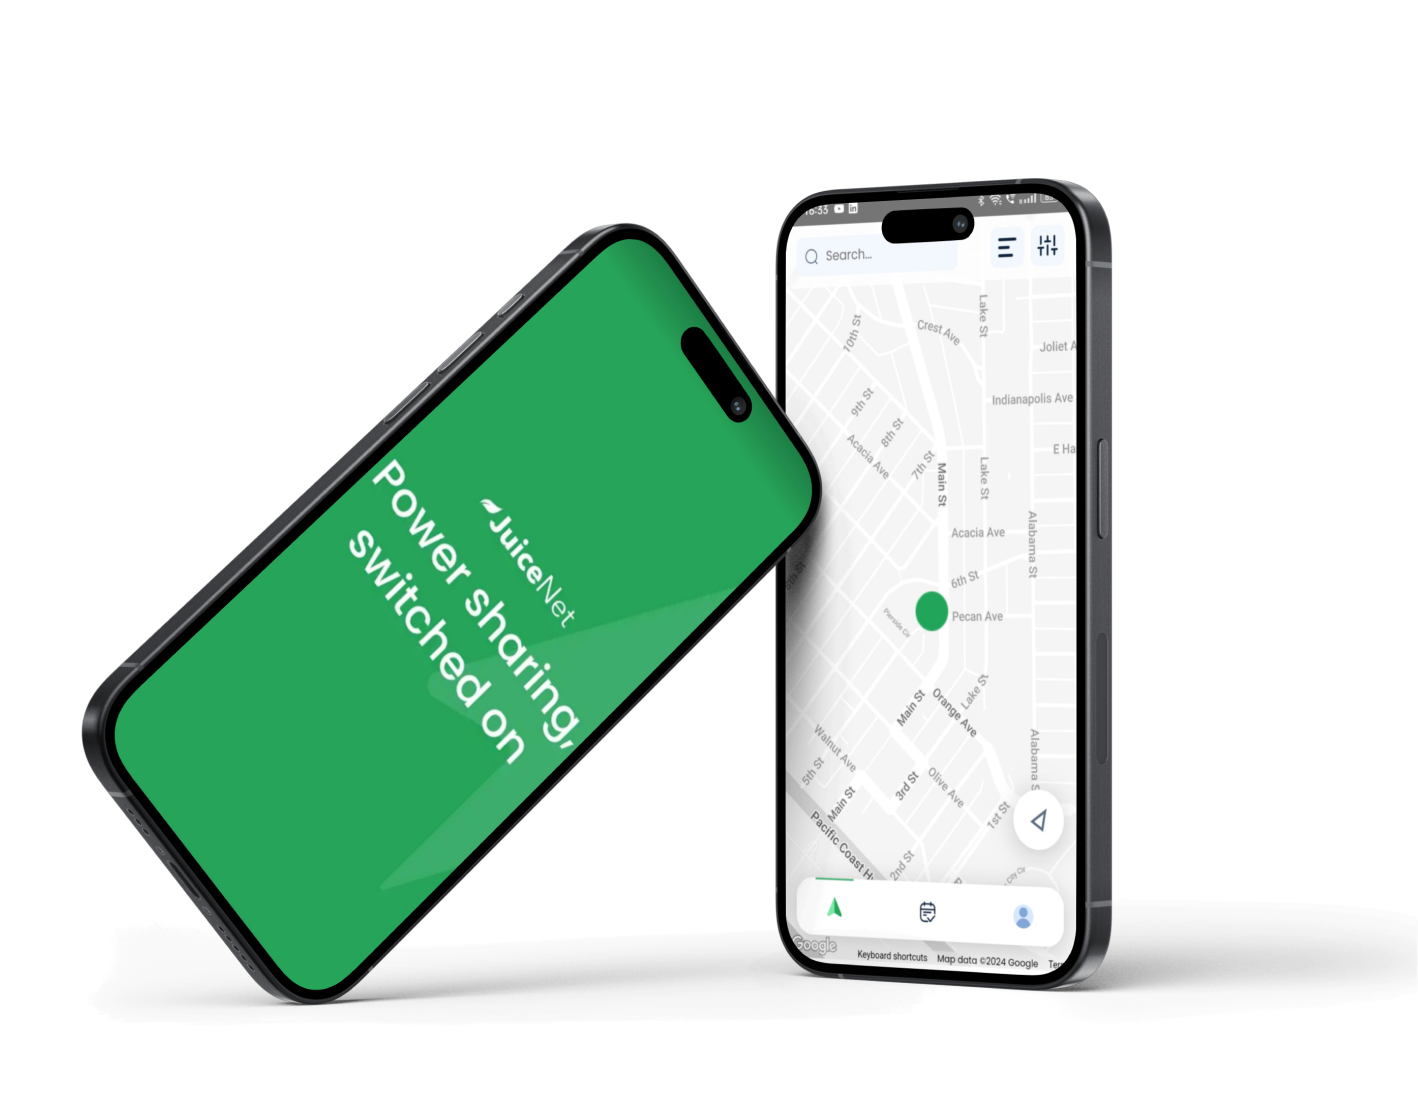 JuiceNet
Power sharing,
switched on
16:33
Search...
10th St
Crest Ave
Lake St
Joliet A
9th St
Indianapolis Ave
8th St
Acacia Ave
7th St
Main St
Lake St
E Ha
Acacia Ave
Alabama St
6th St
Pecan Ave
Main St
Orange Ave
Lake St
Walnut Ave
5th St
Main St
3rd St
Olive Ave
Alabama S
1st St
Pacific Coast H
2nd St
Google
Keyboard shortcuts
Map data ©2024 Google
Ter